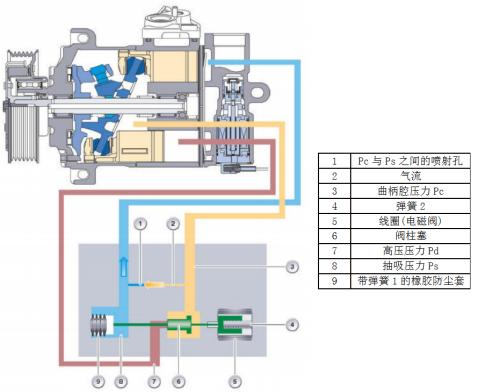 1 Pc 与 Ps 之间的喷射孔
2 气流
3 曲柄腔压力 Pc
4 弹簧 2
5 线圈(电磁阀)
6 阀柱塞
7 高压压力 Pd
8 抽吸压力 Ps
9 带弹簧 1 的橡胶防尘套
1 2
3
4
9 8 7 6 5